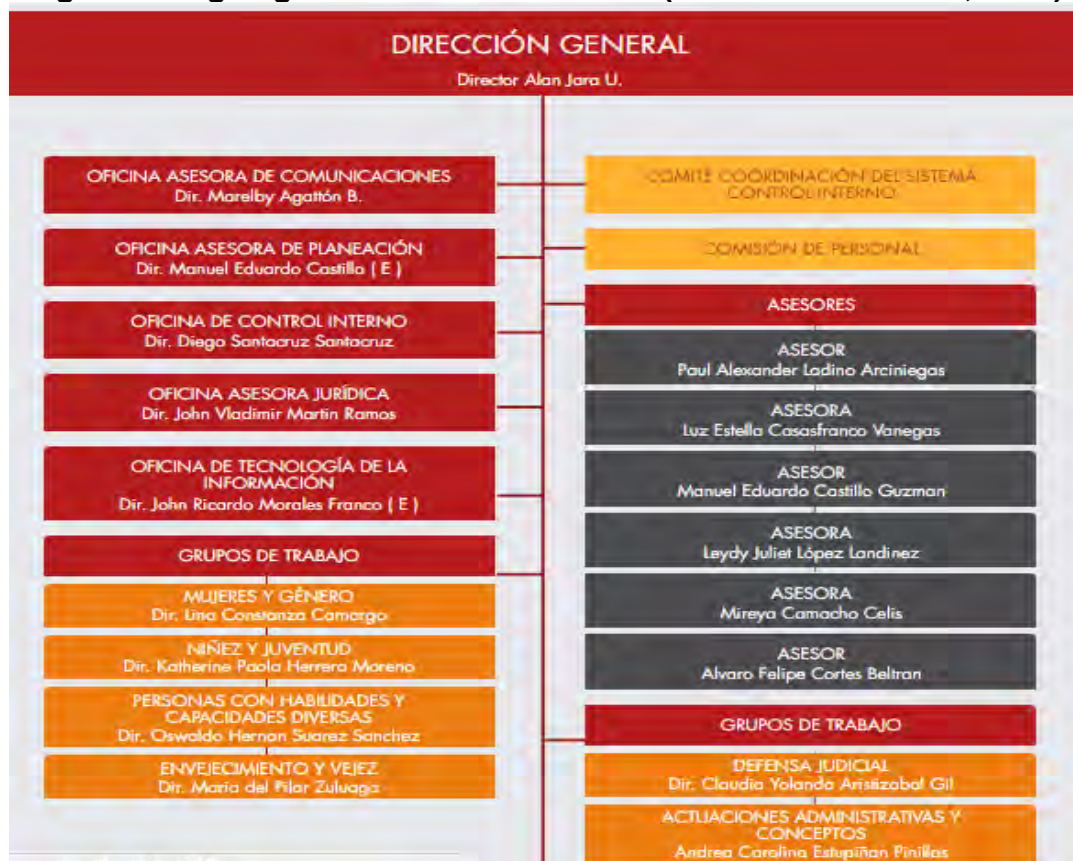 DIRECCIÓN GENERAL
Director Alan Jara U.
OFICINA ASESORA DE COMUNICACIONES
Dir. Marelby Agattón B.
OFICINA ASESORA DE PLANEACIÓN
Dir. Manuel Eduardo Castillo ( E )
OFICINA DE CONTROL INTERNO
Dir. Diego Santacruz Santacruz
OFICINA ASESORA JURÍDICA
Dir. John Vladimir Martin Ramos
OFICINA DE TECNOLOGÍA DE LA
INFORMACIÓN
Dir. John Ricardo Morales Franco ( E )
GRUPOS DE TRABAJO
MUJERES Y GÉNERO
Dir. Lina Constanza Camargo
NIÑEZ Y JUVENTUD
Dir. Katherine Paola Herrera Moreno
PERSONAS CON HABILIDADES Y
CAPACIDADES DIVERSAS
Dir. Oswaldo Hernan Suarez Sanchez
ENVEJECIMIENTO Y VEJEZ
Dir. Maria del Pilar Zuluaga
COMITÉ COORDINACIÓN DEL SISTEMA
CONTROL INTERNO
COMISIÓN DE PERSONAL
ASESORES
ASESOR
Paul Alexander Ladino Arciniegas
ASESORA
Luz Estella Casasfranco Vanegas
ASESOR
Manuel Eduardo Castillo Guzman
ASESORA
Leydy Juliet López Landinez
ASESORA
Mireya Camacho Celis
ASESOR
Alvaro Felipe Cortes Beltran
GRUPOS DE TRABAJO
DEFENSA JUDICIAL
Dir. Claudia Yolanda Aristizabal Gil
ACTUACIONES ADMINISTRATIVAS Y
CONCEPTOS
Andrea Carolina Estupiñan Pinillas